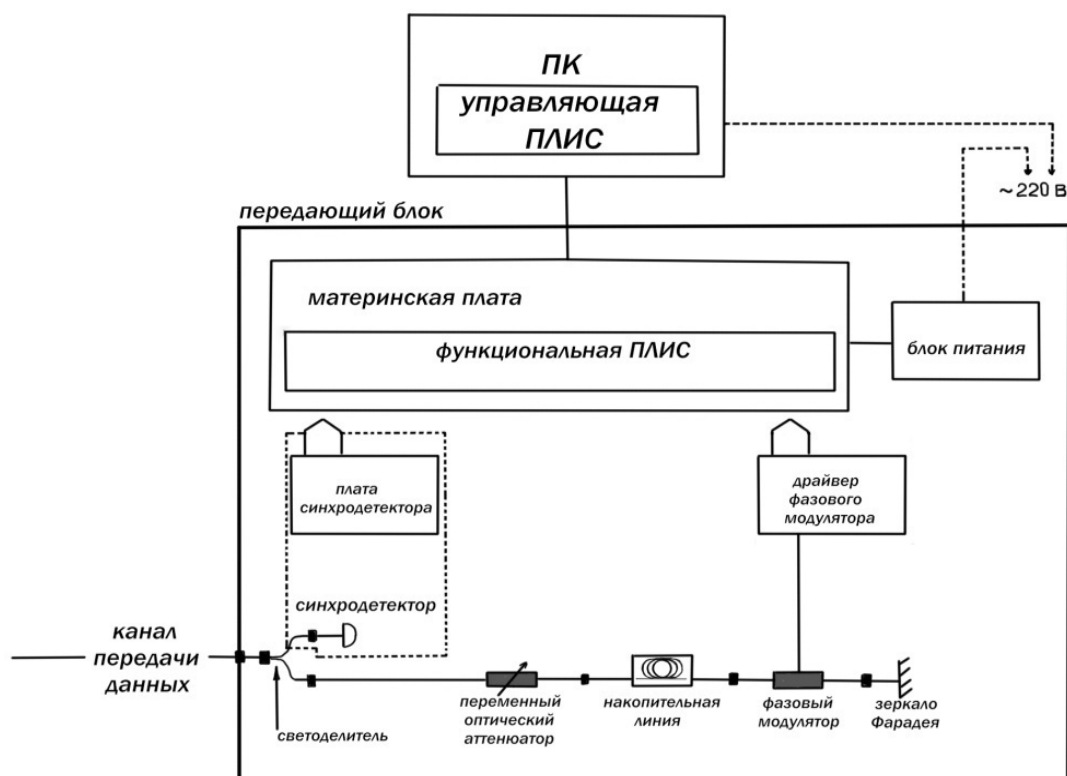 ПК
управляющая
ПЛИС
~220 В
передающий блок
материнская плата
функциональная ПЛИС
блок питания
плата
синхродетектора
драйвер
фазового
модулятора
синхродетектор
канал
передачи
данных
светоделитель
переменный
оптический
аттенюатор
накопительная
линия
фазовый
модулятор
зеркало
Фарадея